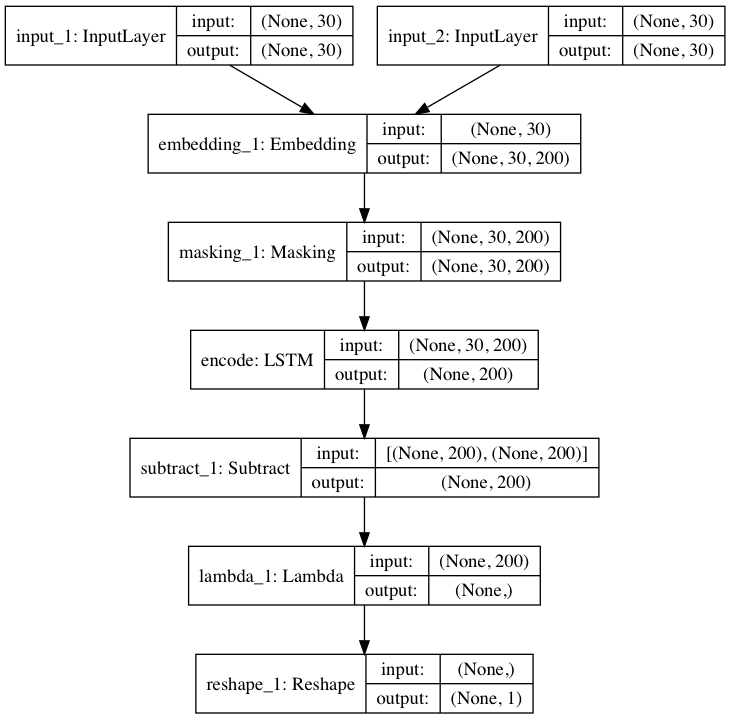 input_1: InputLayer input: (None, 30) output: (None, 30)
input_2: InputLayer input: (None, 30) output: (None, 30)
embedding_1: Embedding input: (None, 30) output: (None, 30, 200)
masking_1: Masking input: (None, 30, 200) output: (None, 30, 200)
encode: LSTM input: (None, 30, 200) output: (None, 200)
subtract_1: Subtract input: [(None, 200), (None, 200)] output: (None, 200)
lambda_1: Lambda input: (None, 200) output: (None,)
reshape_1: Reshape input: (None,) output: (None, 1)